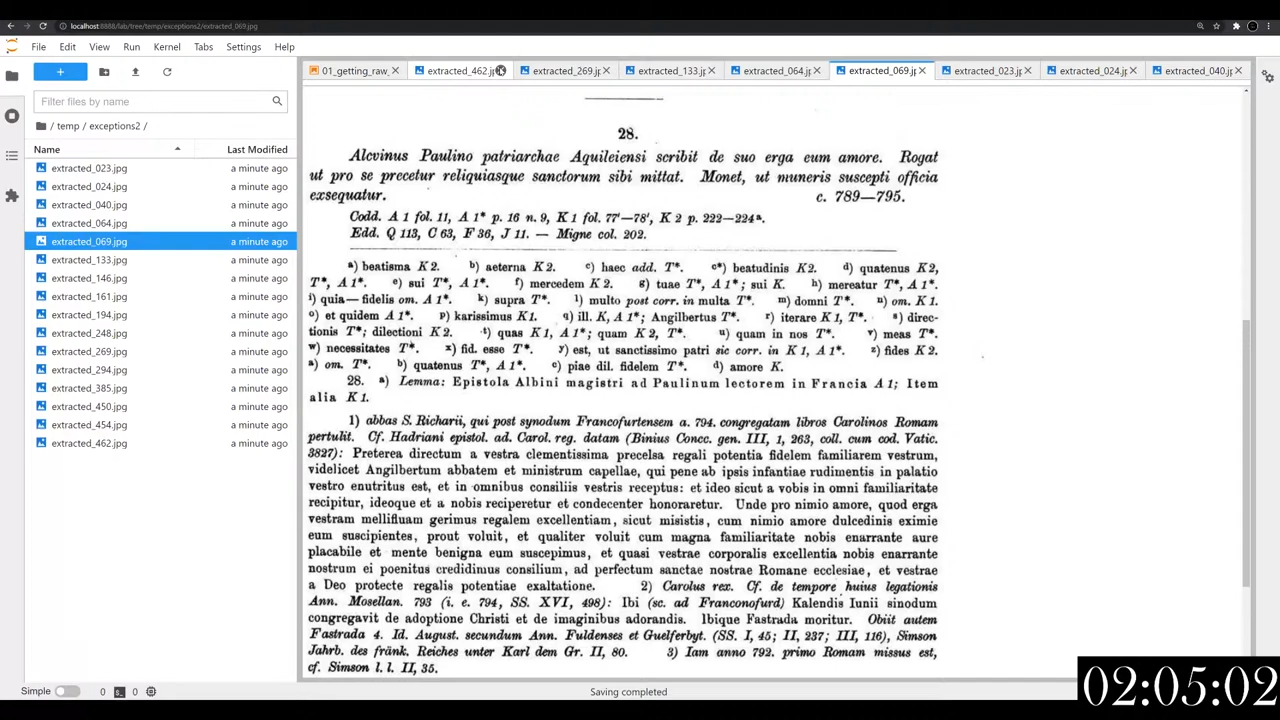 localhost:8888/lab/tree/temp/exceptions2/extracted_069.jpg
File Edit View Run Kernel Tabs Settings Help
01_getting_raw_ extracted_462.jp extracted_269.jp extracted_133.jp extracted_064.jp extracted_069.jpg extracted_023.jp extracted_024.jp extracted_040.jp
Filter files by name
/ temp / exceptions2 /
Name Last Modified
extracted_023.jpg a minute ago
extracted_024.jpg a minute ago
extracted_040.jpg a minute ago
extracted_064.jpg a minute ago
extracted_069.jpg a minute ago
extracted_133.jpg a minute ago
extracted_146.jpg a minute ago
extracted_161.jpg a minute ago
extracted_194.jpg a minute ago
extracted_248.jpg a minute ago
extracted_269.jpg a minute ago
extracted_294.jpg a minute ago
extracted_385.jpg a minute ago
extracted_450.jpg a minute ago
extracted_454.jpg a minute ago
extracted_462.jpg a minute ago
28.
Alcvinus Paulino patriarchae Aquileiensi scribit de suo erga eum amore. Rogat
ut pro se precetur reliquiasque sanctorum sibi mittat. Monet, ut muneris suscepti officia
exsequatur. c. 789—795.
Codd. A 1 fol. 11, A 1* p. 16 n. 9, K 1 fol. 77'—78', K 2 p. 222—224a.
Edd. Q 113, C 63, F 36, J 11. — Migne col. 202.
a) beatisma K 2. b) aeterna K 2. c) haec add. T*. c*) beatudinis K 2. d) quatenus K 2,
T*, A 1*. e) sui T*, A 1*. f) mercedem K 2. g) tuae T*, A 1*; sui K. h) mereatur T*, A 1*.
i) quia— fidelis om. A 1*. k) supra T*. l) multo post corr. in multa T*. m) domni T*. n) om. K 1.
o) et quidem A 1*. p) karissimus K 1. q) ill. K, A 1*; Angilbertus T*. r) iterare K 1, T*. s) direc-
tionis T*; dilectioni K 2. t) quas K 1, A 1*; quam K 2, T*. u) quam in nos T*. v) meas T*.
w) necessitates T*. x) fid. esse T*. y) est, ut sanctissimo patri sic corr. in K 1, A 1*. z) fides K 2.
a) om. T*. b) quatenus T*, A 1*. c) piae dil. fidelem T*. d) amore K.
28. a) Lemma: Epistola Albini magistri ad Paulinum lectorem in Francia A 1; Item
alia K 1.
1) abbas S. Richarii, qui post synodum Francofurtensem a. 794. congregatam libros Carolinos Romam
pertulit. Cf. Hadriani epistol. ad. Carol. reg. datam (Binius Concc. gen. III, 1, 263, coll. cum cod. Vatic.
3827): Preterea directum a vestra clementissima precelsa regali potentia fidelem familiarem vestrum,
videlicet Angilbertum abbatem et ministrum capellae, qui pene ab ipsis infantiae rudimentis in palatio
vestro enutritus est, et in omnibus consiliis vestris receptus: et ideo sicut a vobis in omni familiaritate
recipitur, ideoque et a nobis reciperetur et condecenter honoraretur. Unde pro nimio amore, quod erga
vestram mellifluam gerimus regalem excellentiam, sicut misistis, cum nimio amore dulcedinis eximie
eum suscipientes, prout voluit, et qualiter voluit cum magna familiaritate nobis enarrante aure
placabile et mente benigna eum suscepimus, et quasi vestrae corporalis excellentia nobis enarrante
nostrum ei poenitus credidimus consilium, ad perfectum sanctae nostrae Romane ecclesiae, et vestrae
a Deo protecte regalis potentiae exaltatione. 2) Carolus rex. Cf. de tempore huius legationis
Ann. Mosellan. 793 (i. e. 794, SS. XVI, 498): Ibi (sc. ad Franconofurd) Kalendis Iunii sinodum
congregavit de adoptione Christi et de imaginibus adorandis. Ibique Fastrada moritur. Obiit autem
Fastrada 4. Id. August. secundum Ann. Fuldenses et Guelferbyt. (SS. I, 45; II, 237; III, 116), Simson
Jahrb. des fränk. Reiches unter Karl dem Gr. II, 80. 3) Iam anno 792. primo Romam missus est,
cf. Simson l. l. II, 35.
Simple 0 0 Saving completed
02:05:02